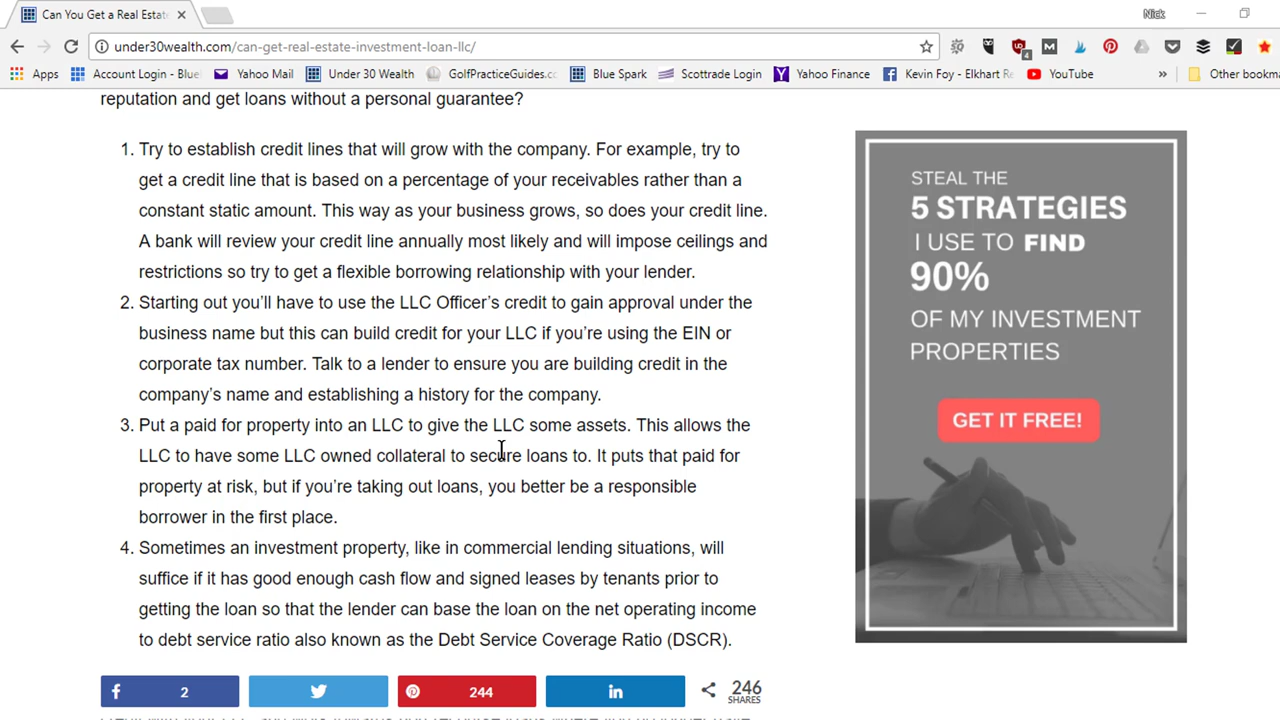 Can You Get a Real Estat
Nick
under30wealth.com/can-get-real-estate-investment-loan-llc/
4
Apps Account Login - Blue Yahoo Mail Under 30 Wealth GolfPracticeGuides.co Blue Spark Scottrade Login Yahoo Finance Kevin Foy - Elkhart Re YouTube » Other bookma
reputation and get loans without a personal guarantee?
1. Try to establish credit lines that will grow with the company. For example, try to
get a credit line that is based on a percentage of your receivables rather than a
constant static amount. This way as your business grows, so does your credit line.
A bank will review your credit line annually most likely and will impose ceilings and
restrictions so try to get a flexible borrowing relationship with your lender.
2. Starting out you'll have to use the LLC Officer's credit to gain approval under the
business name but this can build credit for your LLC if you're using the EIN or
corporate tax number. Talk to a lender to ensure you are building credit in the
company's name and establishing a history for the company.
3. Put a paid for property into an LLC to give the LLC some assets. This allows the
LLC to have some LLC owned collateral to secure loans to. It puts that paid for
property at risk, but if you're taking out loans, you better be a responsible
borrower in the first place.
4. Sometimes an investment property, like in commercial lending situations, will
suffice if it has good enough cash flow and signed leases by tenants prior to
getting the loan so that the lender can base the loan on the net operating income
to debt service ratio also known as the Debt Service Coverage Ratio (DSCR).
2
244
246
SHARES
STEAL THE
5 STRATEGIES
I USE TO FIND
90%
OF MY INVESTMENT
PROPERTIES
GET IT FREE!